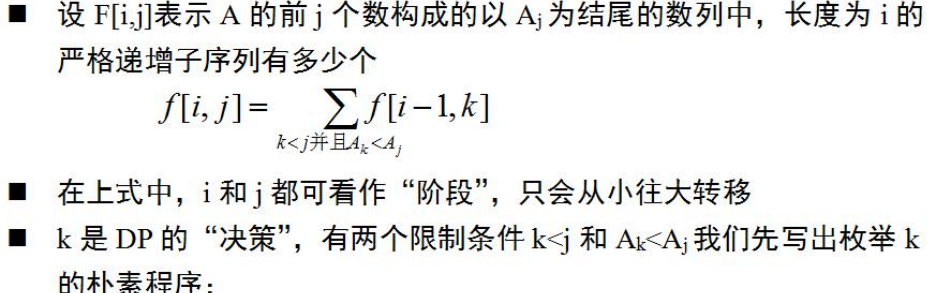 ■ 设 F[i,j]表示 A 的前 j 个数构成的以 Aj 为结尾的数列中，长度为 i 的
严格递增子序列有多少个
f[i, j] = ∑ f[i−1, k]
k<j并且Ak<Aj
■ 在上式中，i 和 j 都可看作“阶段”，只会从小往大转移
■ k 是 DP 的“决策”，有两个限制条件 k<j 和 Ak<Aj 我们先写出枚举 k
的朴素程序：